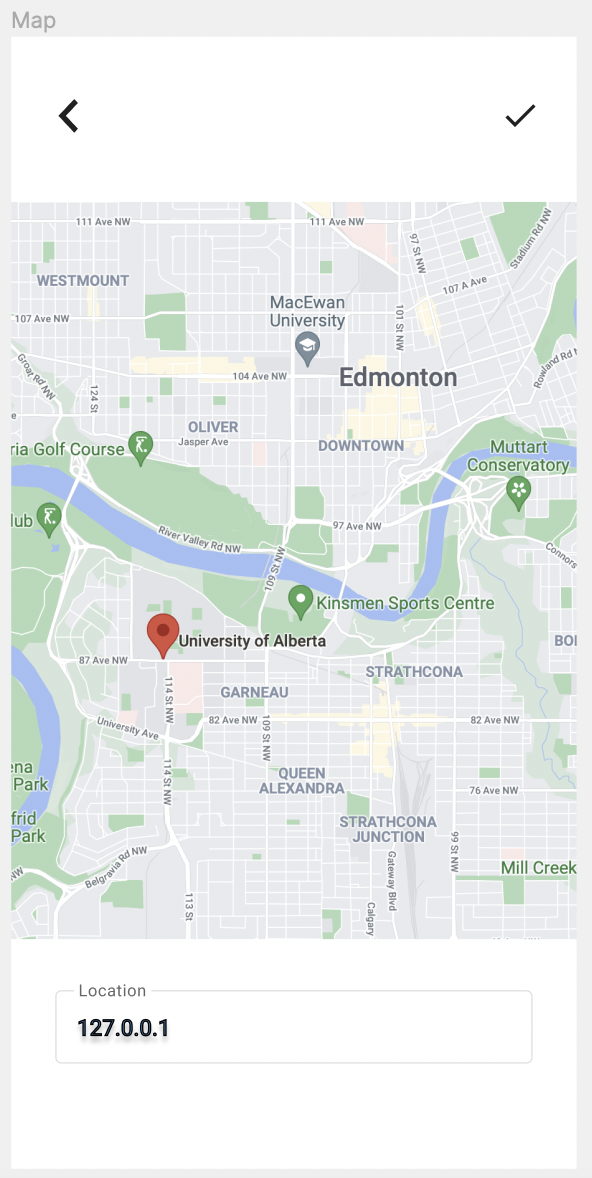 Map
111 Ave NW
111 Ave NW
97 St NW
Stadium Rd NW
WESTMOUNT
107 A Ave
MacEwan
University
107 Ave NW
101 St NW
Groat Rd NW
124 St
104 Ave NW
Edmonton
Rowland Rd N
e
OLIVER
Jasper Ave
DOWNTOWN
ria Golf Course
Muttart
Conservatory
lub
River Valley Rd NW
97 Ave NW
109 St NW
Connors
Kinsmen Sports Centre
University of Alberta
BO
87 Ave NW
STRATHCONA
114 St NW
GARNEAU
University Ave
82 Ave NW
82 Ave NW
109 St NW
ena
Park
114 St NW
QUEEN
ALEXANDRA
76 Ave NW
frid
Park
STRATHCONA
JUNCTION
99 St NW
Belgravia Rd NW
NW
Gateway Blvd
Mill Creek
113 St
Calgary
Location
127.0.0.1